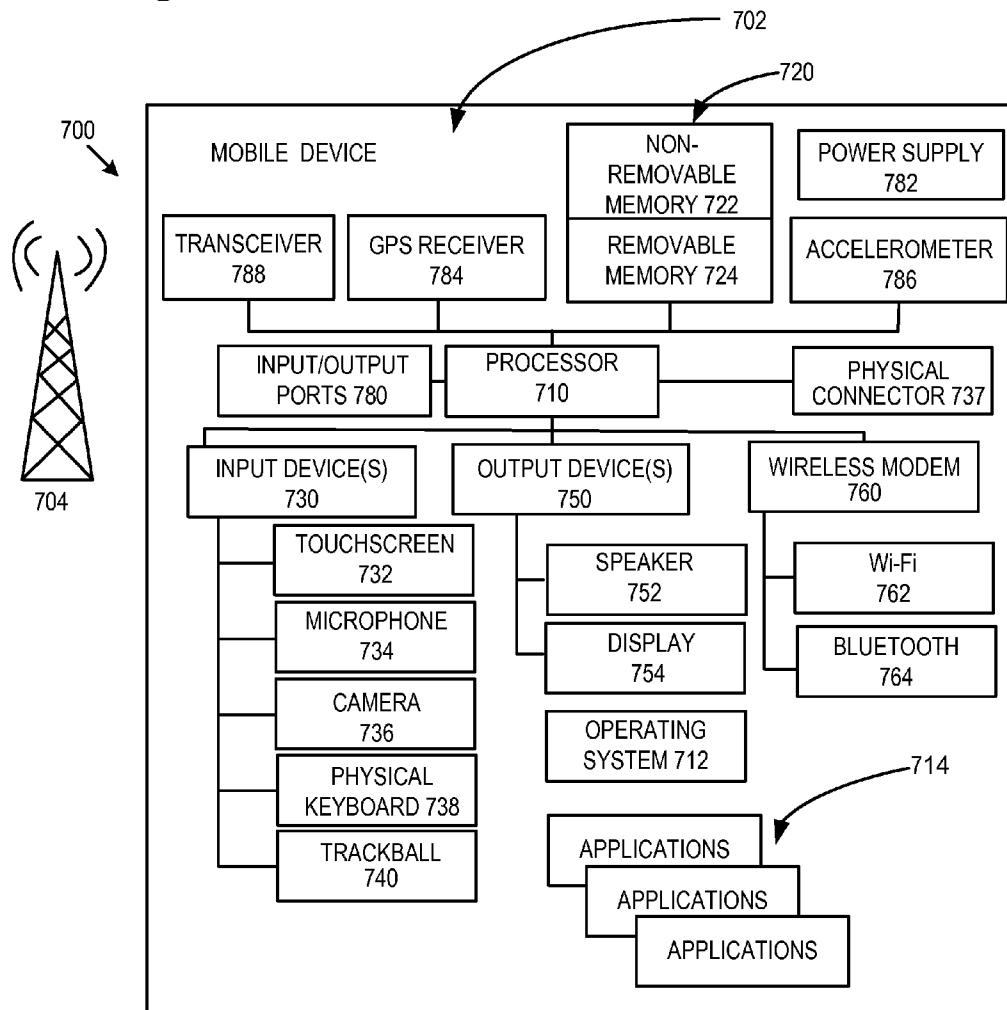 702
720
700
MOBILE DEVICE
NON-
REMOVABLE
MEMORY 722
REMOVABLE
MEMORY 724
POWER SUPPLY
782
TRANSCEIVER
788
GPS RECEIVER
784
ACCELEROMETER
786
INPUT/OUTPUT
PORTS 780
PROCESSOR
710
PHYSICAL
CONNECTOR 737
704
INPUT DEVICE(S)
730
OUTPUT DEVICE(S)
750
WIRELESS MODEM
760
TOUCHSCREEN
732
MICROPHONE
734
CAMERA
736
PHYSICAL
KEYBOARD 738
TRACKBALL
740
SPEAKER
752
DISPLAY
754
Wi-Fi
762
BLUETOOTH
764
OPERATING
SYSTEM 712
714
APPLICATIONS
APPLICATIONS
APPLICATIONS